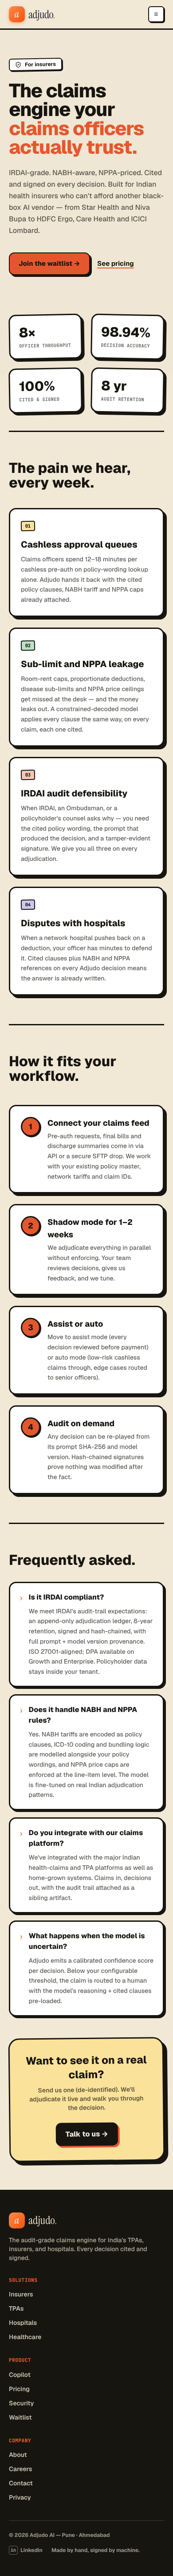 a adjudo.
≡
For insurers
The claims
engine your
claims officers
actually trust.
IRDAI-grade. NABH-aware, NPPA-priced. Cited
and signed on every decision. Built for Indian
health insurers who can't afford another black-
box AI vendor — from Star Health and Niva
Bupa to HDFC Ergo, Care Health and ICICI
Lombard.
Join the waitlist →
See pricing
8×
OFFICER THROUGHPUT
98.94%
DECISION ACCURACY
100%
CITED & SIGNED
8 yr
AUDIT RETENTION
The pain we hear,
every week.
01
Cashless approval queues
Claims officers spend 12–18 minutes per
cashless pre-auth on policy-wording lookup
alone. Adjudo hands it back with the cited
policy clauses, NABH tariff and NPPA caps
already attached.
02
Sub-limit and NPPA leakage
Room-rent caps, proportionate deductions,
disease sub-limits and NPPA price ceilings
get missed at the desk — and the money
leaks out. A constrained-decoded model
applies every clause the same way, on every
claim, each one cited.
03
IRDAI audit defensibility
When IRDAI, an Ombudsman, or a
policyholder's counsel asks why — you need
the cited policy wording, the prompt that
produced the decision, and a tamper-evident
signature. We give you all three on every
adjudication.
04
Disputes with hospitals
When a network hospital pushes back on a
deduction, your officer has minutes to defend
it. Cited clauses plus NABH and NPPA
references on every Adjudo decision means
the answer is already written.
How it fits your
workflow.
1
Connect your claims feed
Pre-auth requests, final bills and
discharge summaries come in via
API or a secure SFTP drop. We work
with your existing policy master,
network tariffs and claim IDs.
2
Shadow mode for 1–2
weeks
We adjudicate everything in parallel
without enforcing. Your team
reviews decisions, gives us
feedback, and we tune.
3
Assist or auto
Move to assist mode (every
decision reviewed before payment)
or auto mode (low-risk cashless
claims through, edge cases routed
to senior officers).
4
Audit on demand
Any decision can be re-played from
its prompt SHA-256 and model
version. Hash-chained signatures
prove nothing was modified after
the fact.
Frequently asked.
› Is it IRDAI compliant?
We meet IRDAI's audit-trail expectations:
an append-only adjudication ledger, 8-year
retention, signed and hash-chained, with
full prompt + model version provenance.
ISO 27001-aligned; DPA available on
Growth and Enterprise. Policyholder data
stays inside your tenant.
› Does it handle NABH and NPPA
rules?
Yes. NABH tariffs are encoded as policy
clauses, ICD-10 coding and bundling logic
are modelled alongside your policy
wordings, and NPPA price caps are
enforced at the line-item level. The model
is fine-tuned on real Indian adjudication
patterns.
› Do you integrate with our claims
platform?
We've integrated with the major Indian
health-claims and TPA platforms as well as
home-grown systems. Claims in, decisions
out, with the audit trail attached as a
sibling artifact.
› What happens when the model is
uncertain?
Adjudo emits a calibrated confidence score
per decision. Below your configurable
threshold, the claim is routed to a human
with the model's reasoning + cited clauses
pre-loaded.
Want to see it on a real
claim?
Send us one (de-identified). We'll
adjudicate it live and walk you through
the decision.
Talk to us →
a adjudo.
The audit-grade claims engine for India's TPAs,
insurers, and hospitals. Every decision cited and
signed.
SOLUTIONS
Insurers
TPAs
Hospitals
Healthcare
PRODUCT
Copilot
Pricing
Security
Waitlist
COMPANY
About
Careers
Contact
Privacy
© 2026 Adjudo AI — Pune · Ahmedabad
in LinkedIn Made by hand, signed by machine.